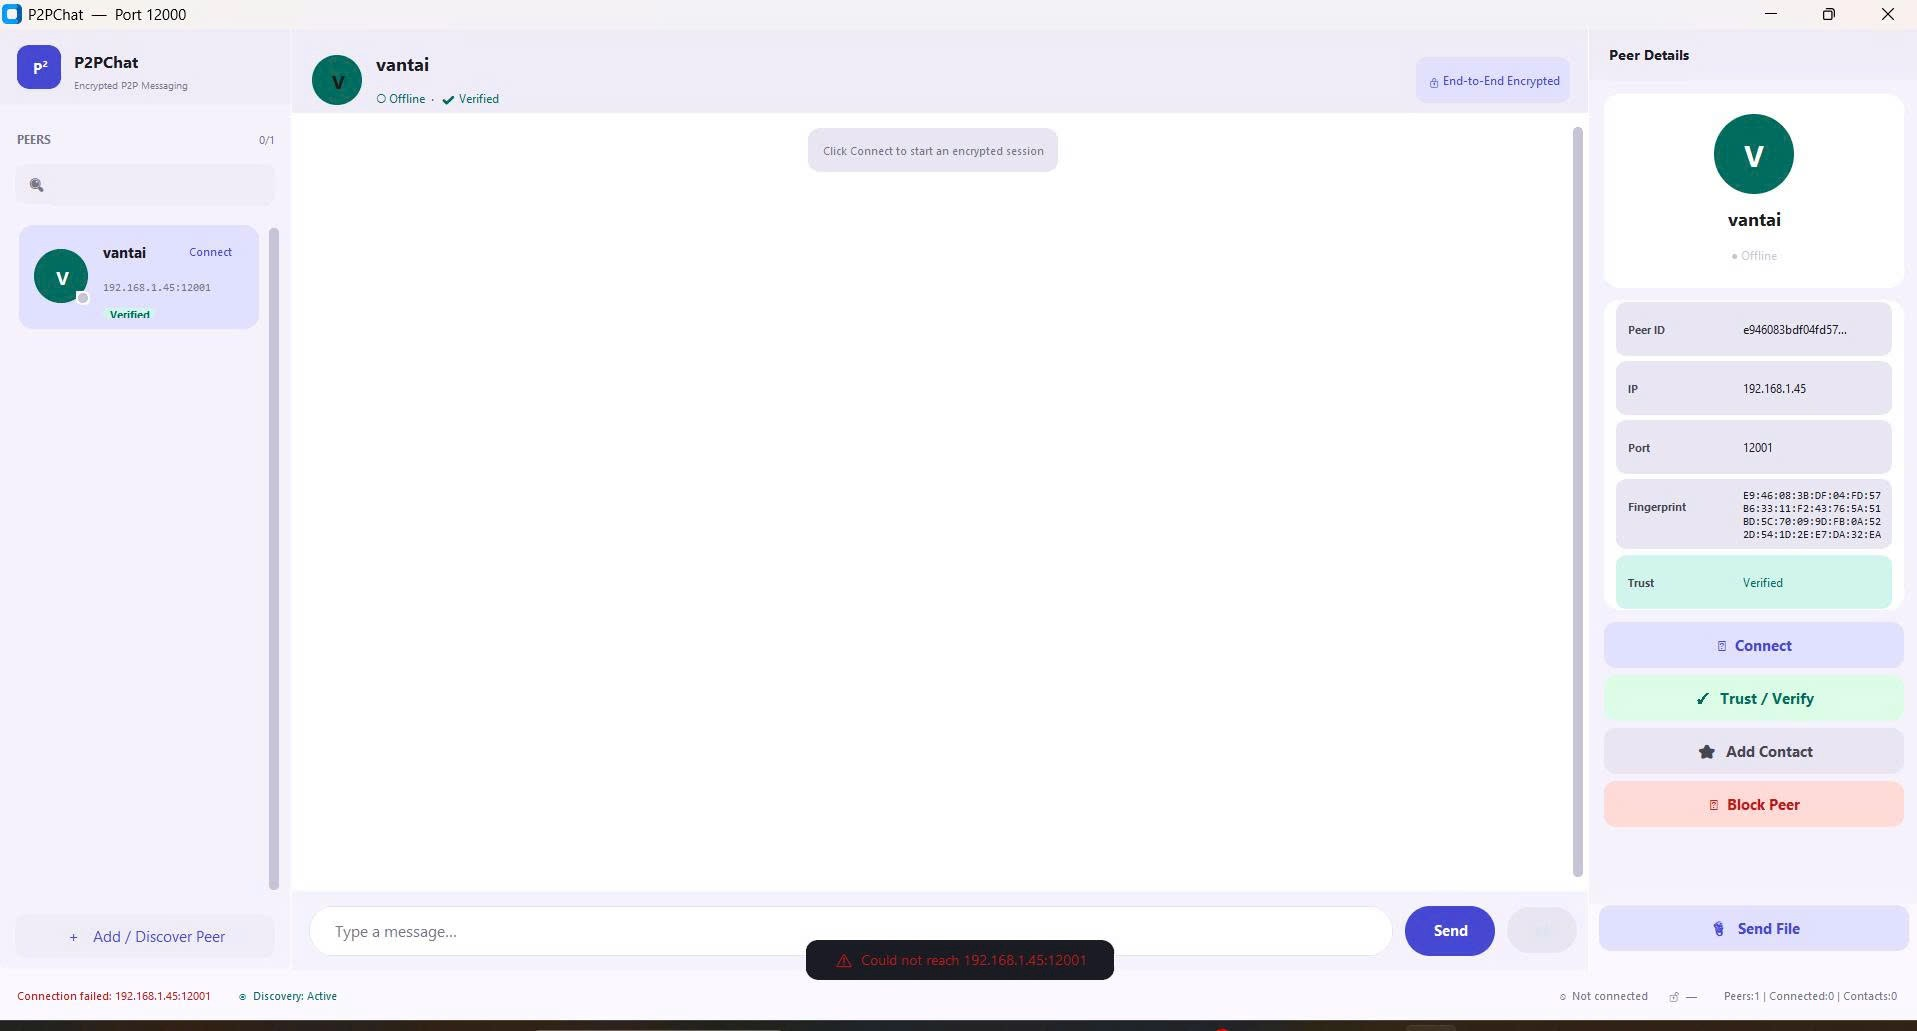 P2PChat — Port 12000
P²
P2PChat
Encrypted P2P Messaging
PEERS 0/1
V
vantai Connect
192.168.1.45:12001
Verified
+ Add / Discover Peer
V
vantai
Offline · ✔ Verified
End-to-End Encrypted
Click Connect to start an encrypted session
Type a message...
Send
⚠ Could not reach 192.168.1.45:12001
Peer Details
V
vantai
● Offline
Peer ID e946083bdf04fd57...
IP 192.168.1.45
Port 12001
Fingerprint
E9:46:08:3B:DF:04:FD:57
B6:33:11:F2:43:76:5A:51
BD:5C:70:09:9D:FB:0A:52
2D:54:1D:2E:E7:DA:32:EA
Trust Verified
Connect
✓ Trust / Verify
★ Add Contact
Block Peer
Send File
Connection failed: 192.168.1.45:12001 Discovery: Active Not connected — Peers:1 | Connected:0 | Contacts:0